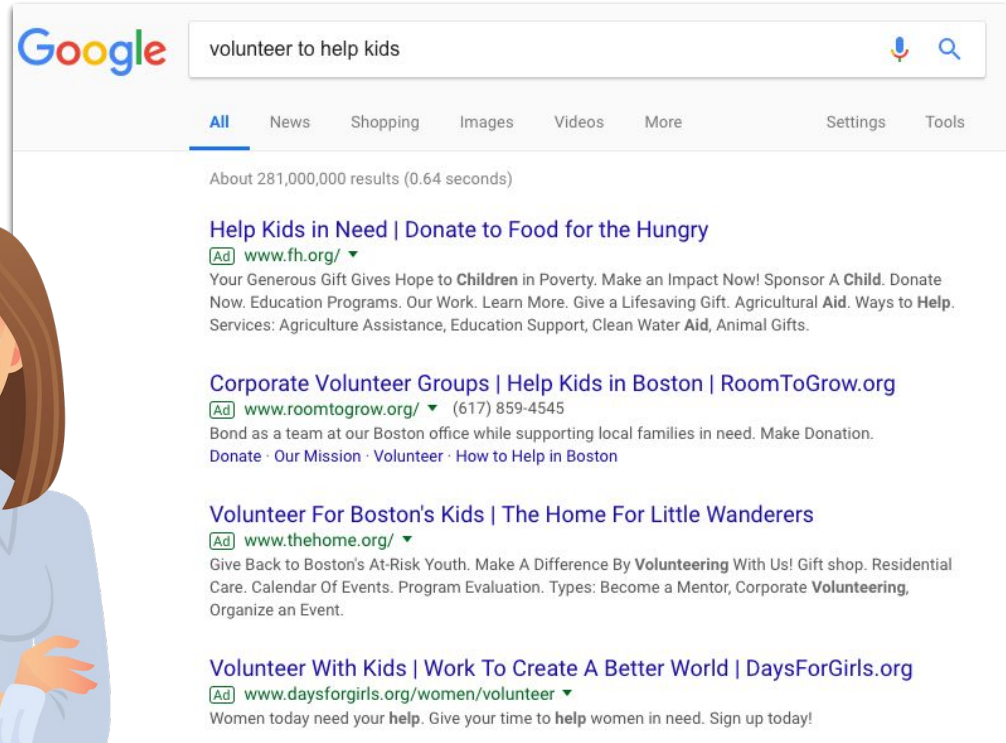 Google
volunteer to help kids
All News Shopping Images Videos More Settings Tools
About 281,000,000 results (0.64 seconds)
Help Kids in Need | Donate to Food for the Hungry
Ad www.fh.org/
Your Generous Gift Gives Hope to Children in Poverty. Make an Impact Now! Sponsor A Child. Donate
Now. Education Programs. Our Work. Learn More. Give a Lifesaving Gift. Agricultural Aid. Ways to Help.
Services: Agriculture Assistance, Education Support, Clean Water Aid, Animal Gifts.
Corporate Volunteer Groups | Help Kids in Boston | RoomToGrow.org
Ad www.roomtogrow.org/ (617) 859-4545
Bond as a team at our Boston office while supporting local families in need. Make Donation.
Donate · Our Mission · Volunteer · How to Help in Boston
Volunteer For Boston's Kids | The Home For Little Wanderers
Ad www.thehome.org/
Give Back to Boston's At-Risk Youth. Make A Difference By Volunteering With Us! Gift shop. Residential
Care. Calendar Of Events. Program Evaluation. Types: Become a Mentor, Corporate Volunteering,
Organize an Event.
Volunteer With Kids | Work To Create A Better World | DaysForGirls.org
Ad www.daysforgirls.org/women/volunteer
Women today need your help. Give your time to help women in need. Sign up today!